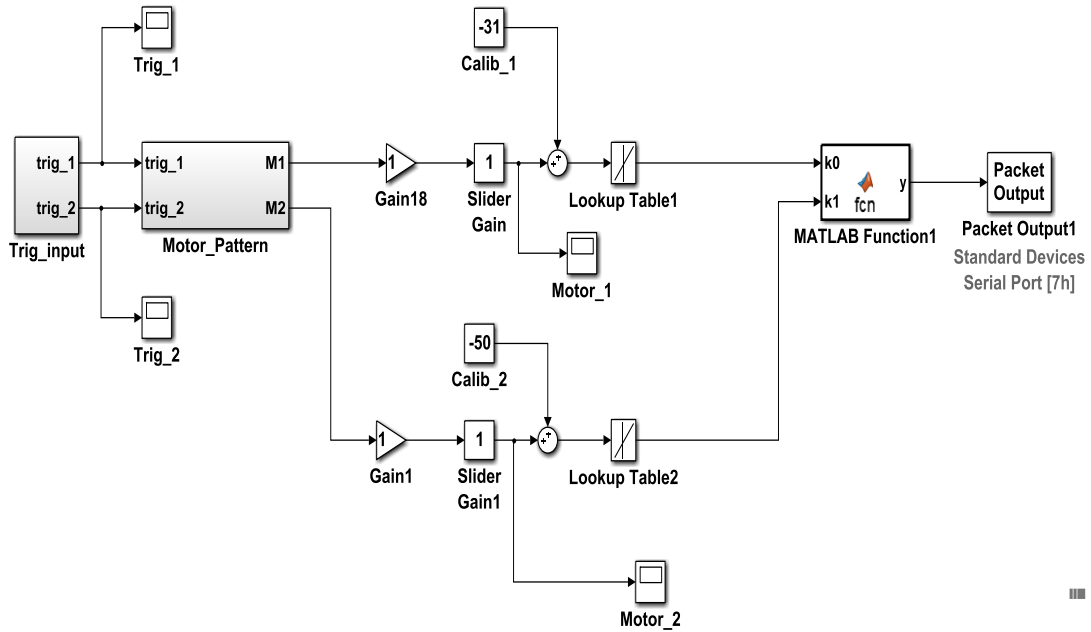 Trig_1
-31
Calib_1
trig_1
trig_2
Trig_input
trig_1
trig_2
M1
M2
Motor_Pattern
1
Gain18
1
Slider
Gain
Lookup Table1
Motor_1
k0
k1
fcn
y
MATLAB Function1
Packet
Output
Packet Output1
Standard Devices
Serial Port [7h]
Trig_2
-50
Calib_2
1
Gain1
1
Slider
Gain1
Lookup Table2
Motor_2